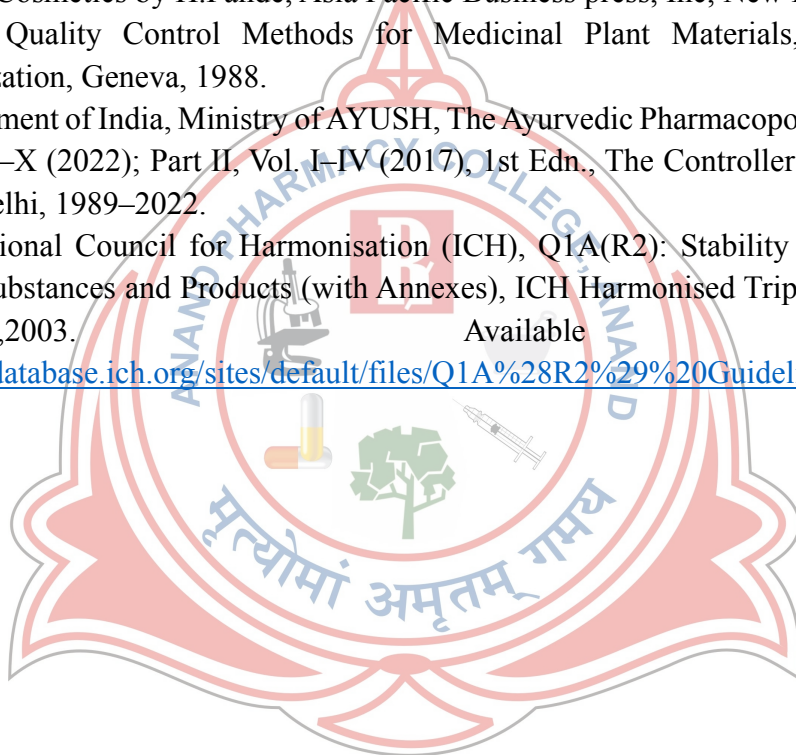 Cosmetics by H.Pande, Asia Pacific Business press, Inc, New
Quality Control Methods for Medicinal Plant Materials,
zation, Geneva, 1988.
ment of India, Ministry of AYUSH, The Ayurvedic Pharmacopo
–X (2022); Part II, Vol. I–IV (2017), 1st Edn., The Controller
elhi, 1989–2022.
ional Council for Harmonisation (ICH), Q1A(R2): Stability
ubstances and Products (with Annexes), ICH Harmonised Trip
,2003. Available
database.ich.org/sites/default/files/Q1A%28R2%29%20Guidel
ANAND PHARMACY COLLEGE, ANAND
मृत्योमां अमृतम् गमय